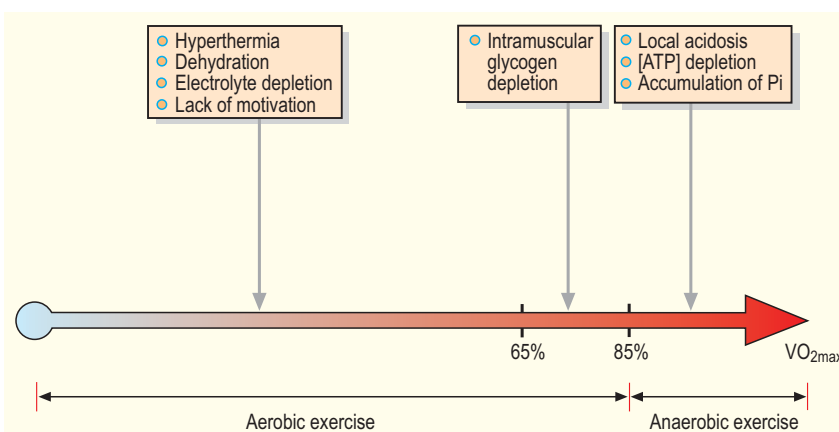 Hyperthermia
Dehydration
Electrolyte depletion
Lack of motivation
Intramuscular
glycogen
depletion
Local acidosis
[ATP] depletion
Accumulation of Pi
65%
85%
VO2max
Aerobic exercise
Anaerobic exercise